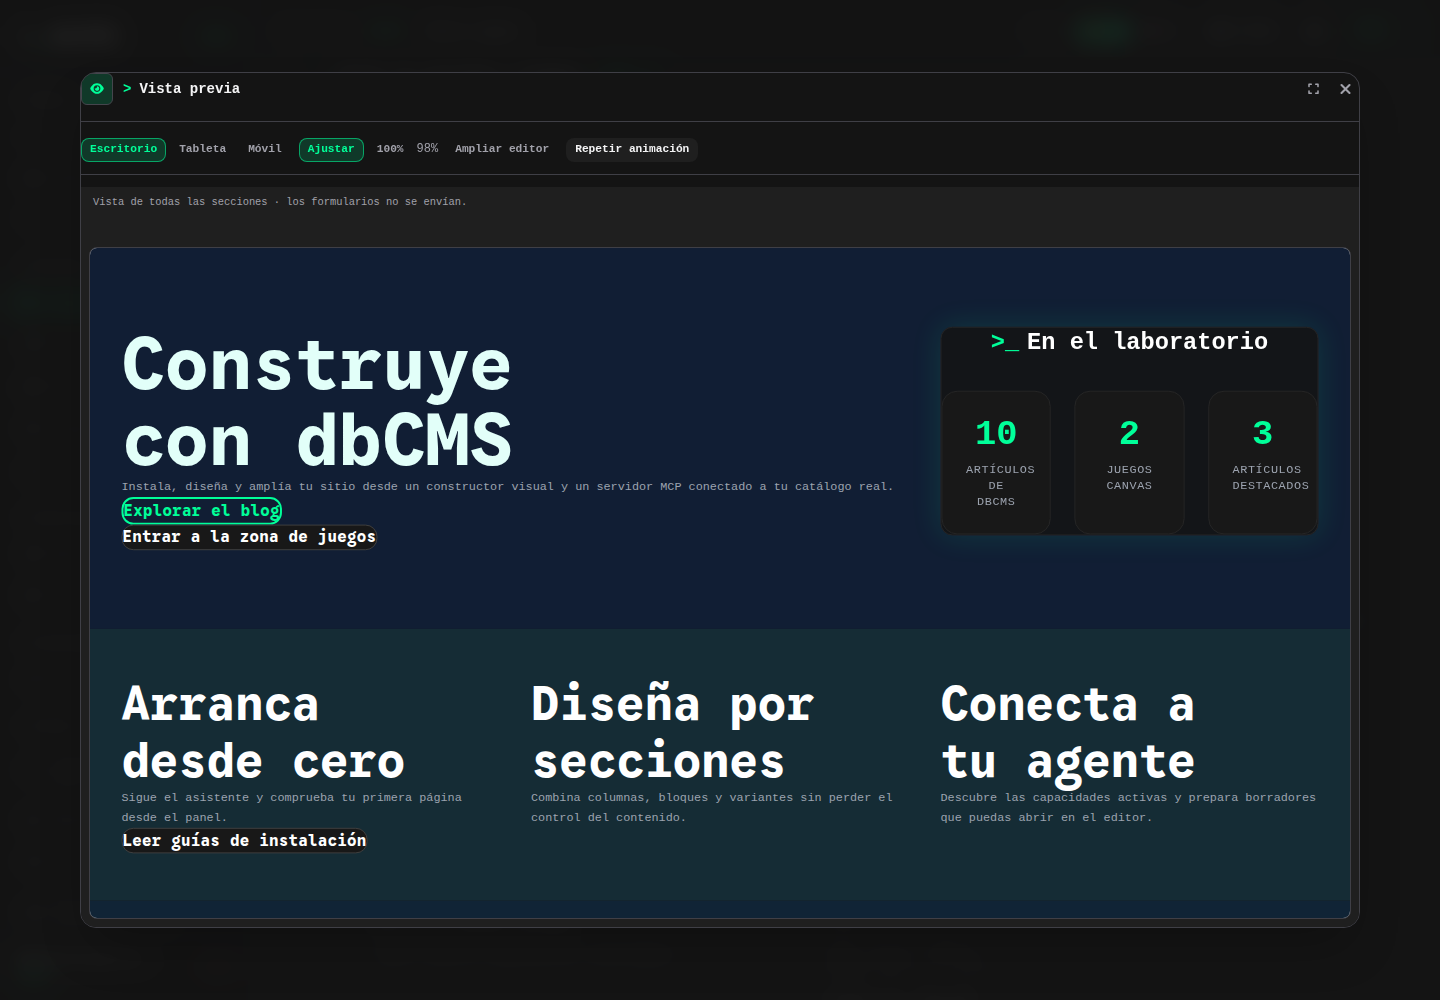 > Vista previa
Escritorio Tableta Móvil Ajustar 100% 98% Ampliar editor Repetir animación
Vista de todas las secciones · los formularios no se envían.
Construye
con dbCMS
Instala, diseña y amplía tu sitio desde un constructor visual y un servidor MCP conectado a tu catálogo real.
Explorar el blog
Entrar a la zona de juegos
>_ En el laboratorio
10
ARTÍCULOS
DE
DBCMS
2
JUEGOS
CANVAS
3
ARTÍCULOS
DESTACADOS
Arranca
desde cero
Sigue el asistente y comprueba tu primera página
desde el panel.
Leer guías de instalación
Diseña por
secciones
Combina columnas, bloques y variantes sin perder el
control del contenido.
Conecta a
tu agente
Descubre las capacidades activas y prepara borradores
que puedas abrir en el editor.